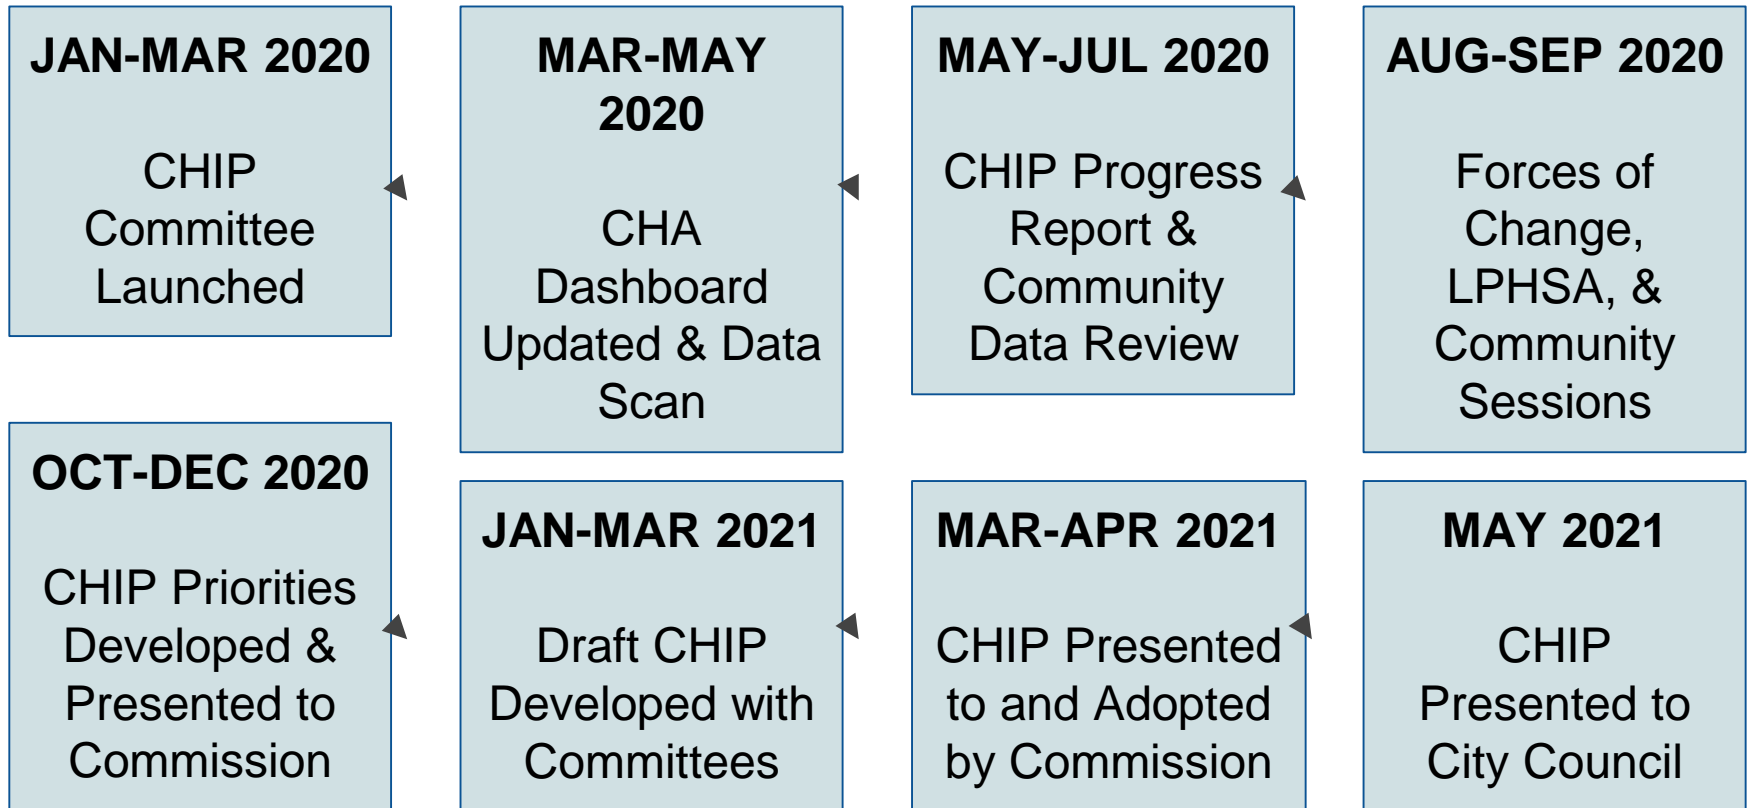 JAN-MAR 2020
CHIP
Committee
Launched
MAR-MAY
2020
CHA
Dashboard
Updated & Data
Scan
MAY-JUL 2020
CHIP Progress
Report &
Community
Data Review
AUG-SEP 2020
Forces of
Change,
LPHSA, &
Community
Sessions
OCT-DEC 2020
CHIP Priorities
Developed &
Presented to
Commission
JAN-MAR 2021
Draft CHIP
Developed with
Committees
MAR-APR 2021
CHIP Presented
to and Adopted
by Commission
MAY 2021
CHIP
Presented to
City Council